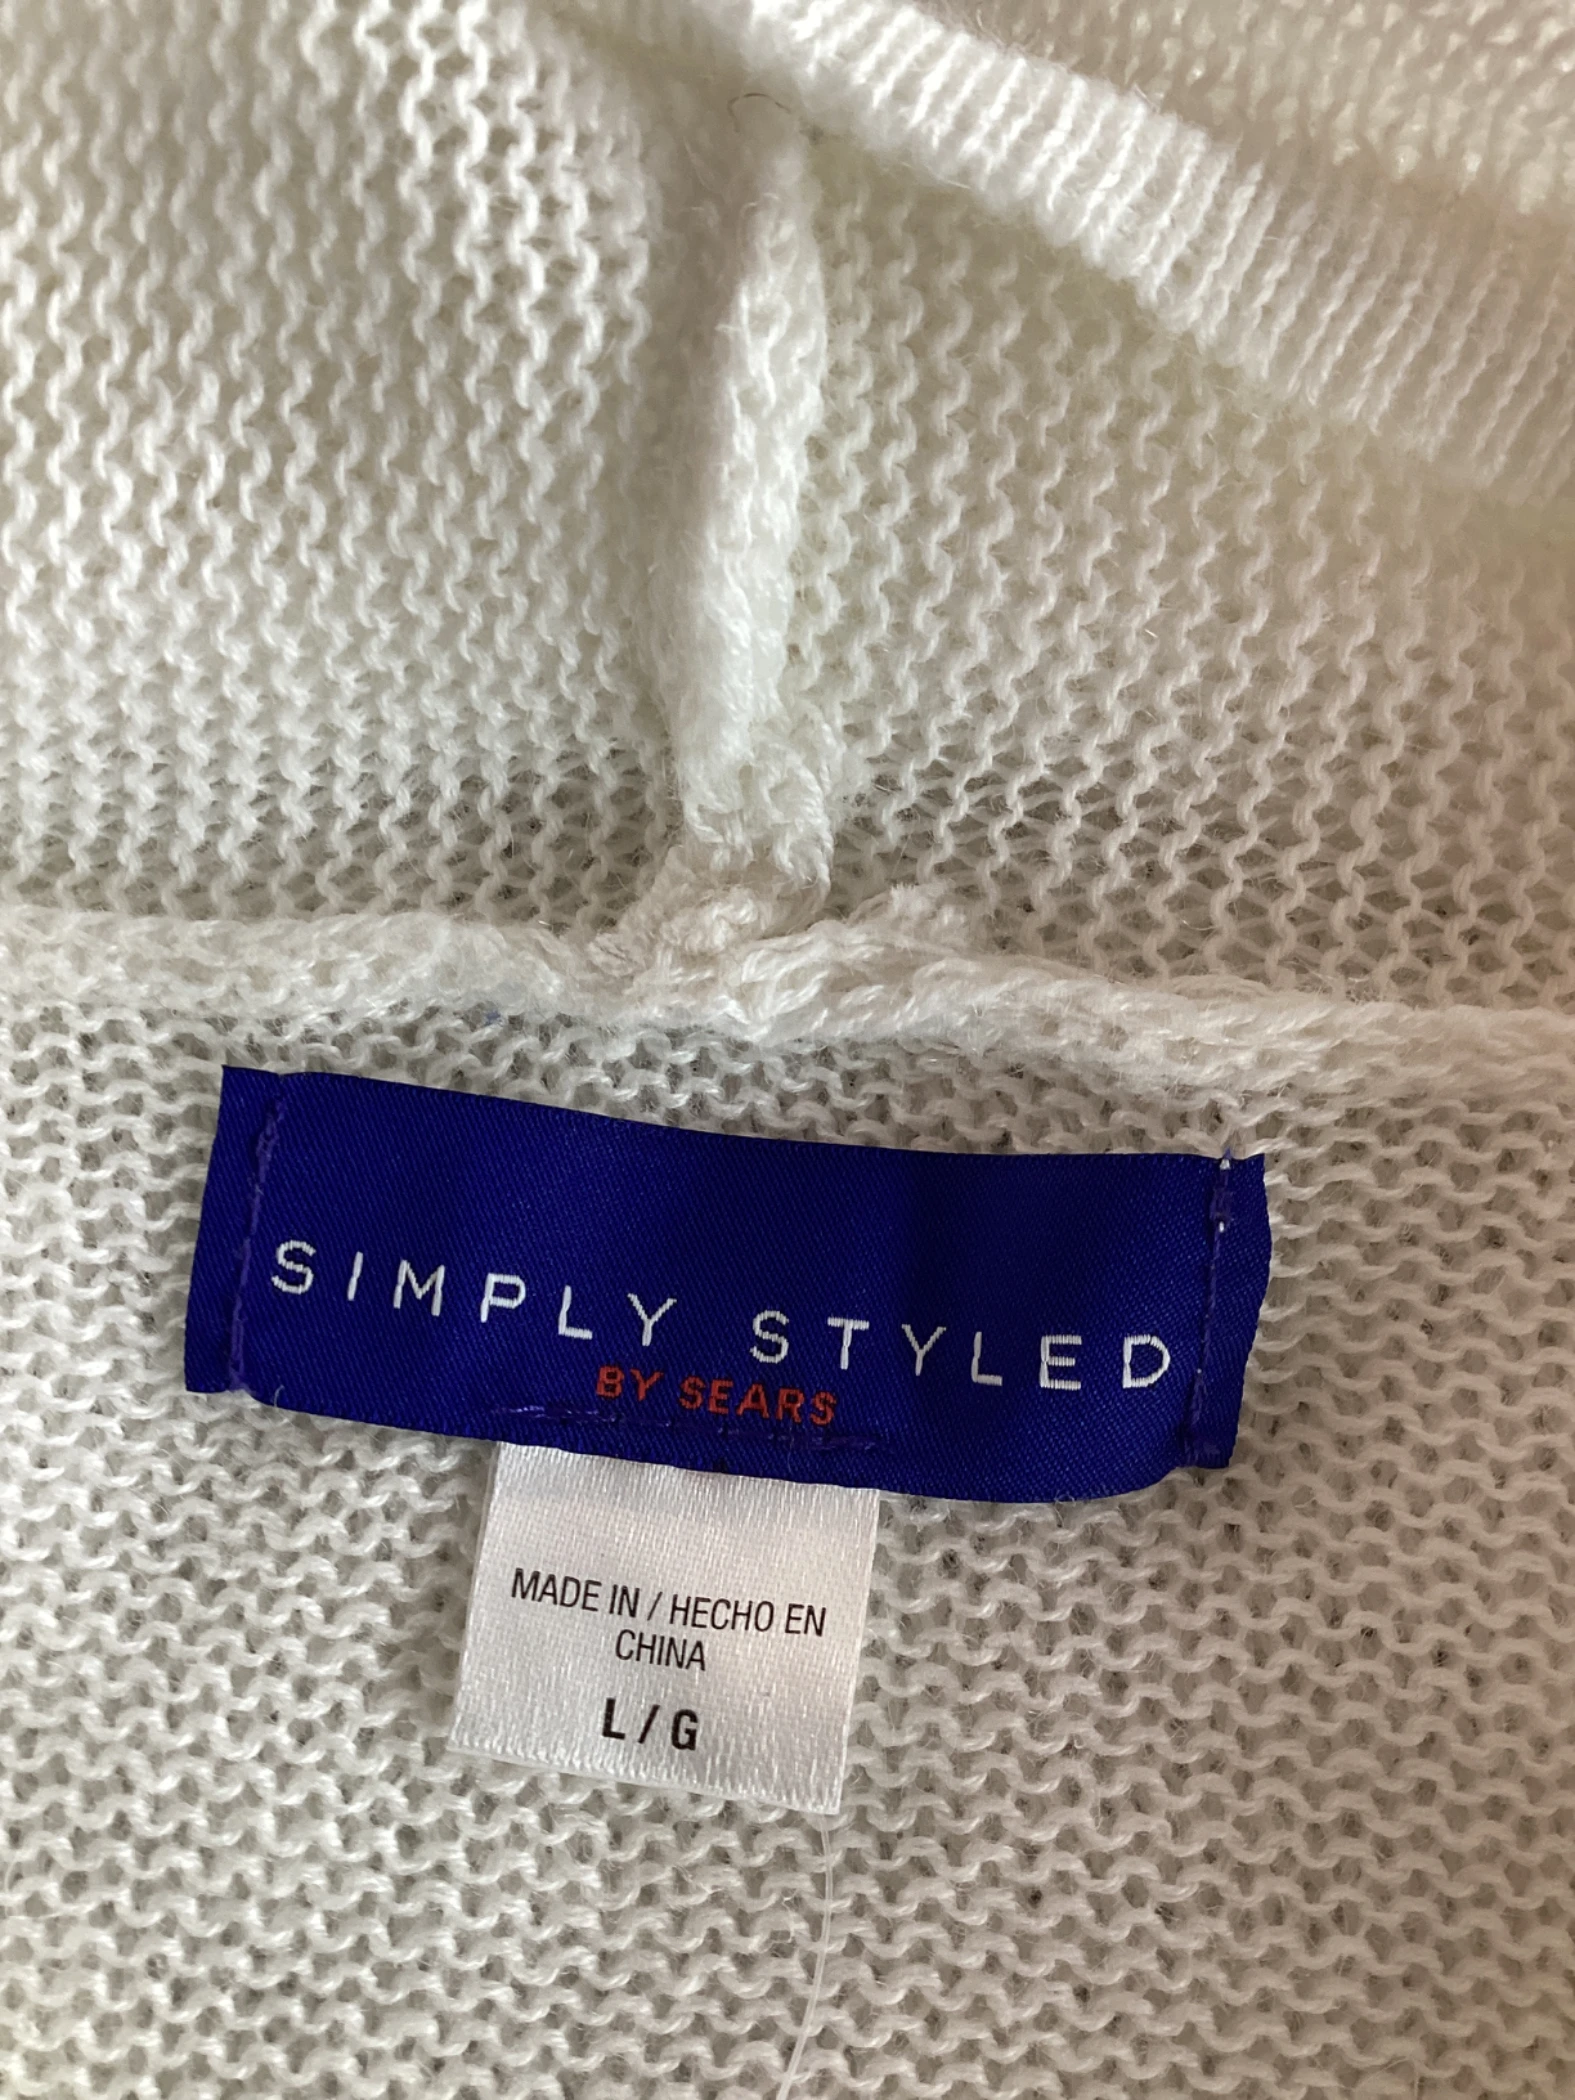 SIMPLY STYLED
BY SEARS
MADE IN / HECHO EN
CHINA
L / G